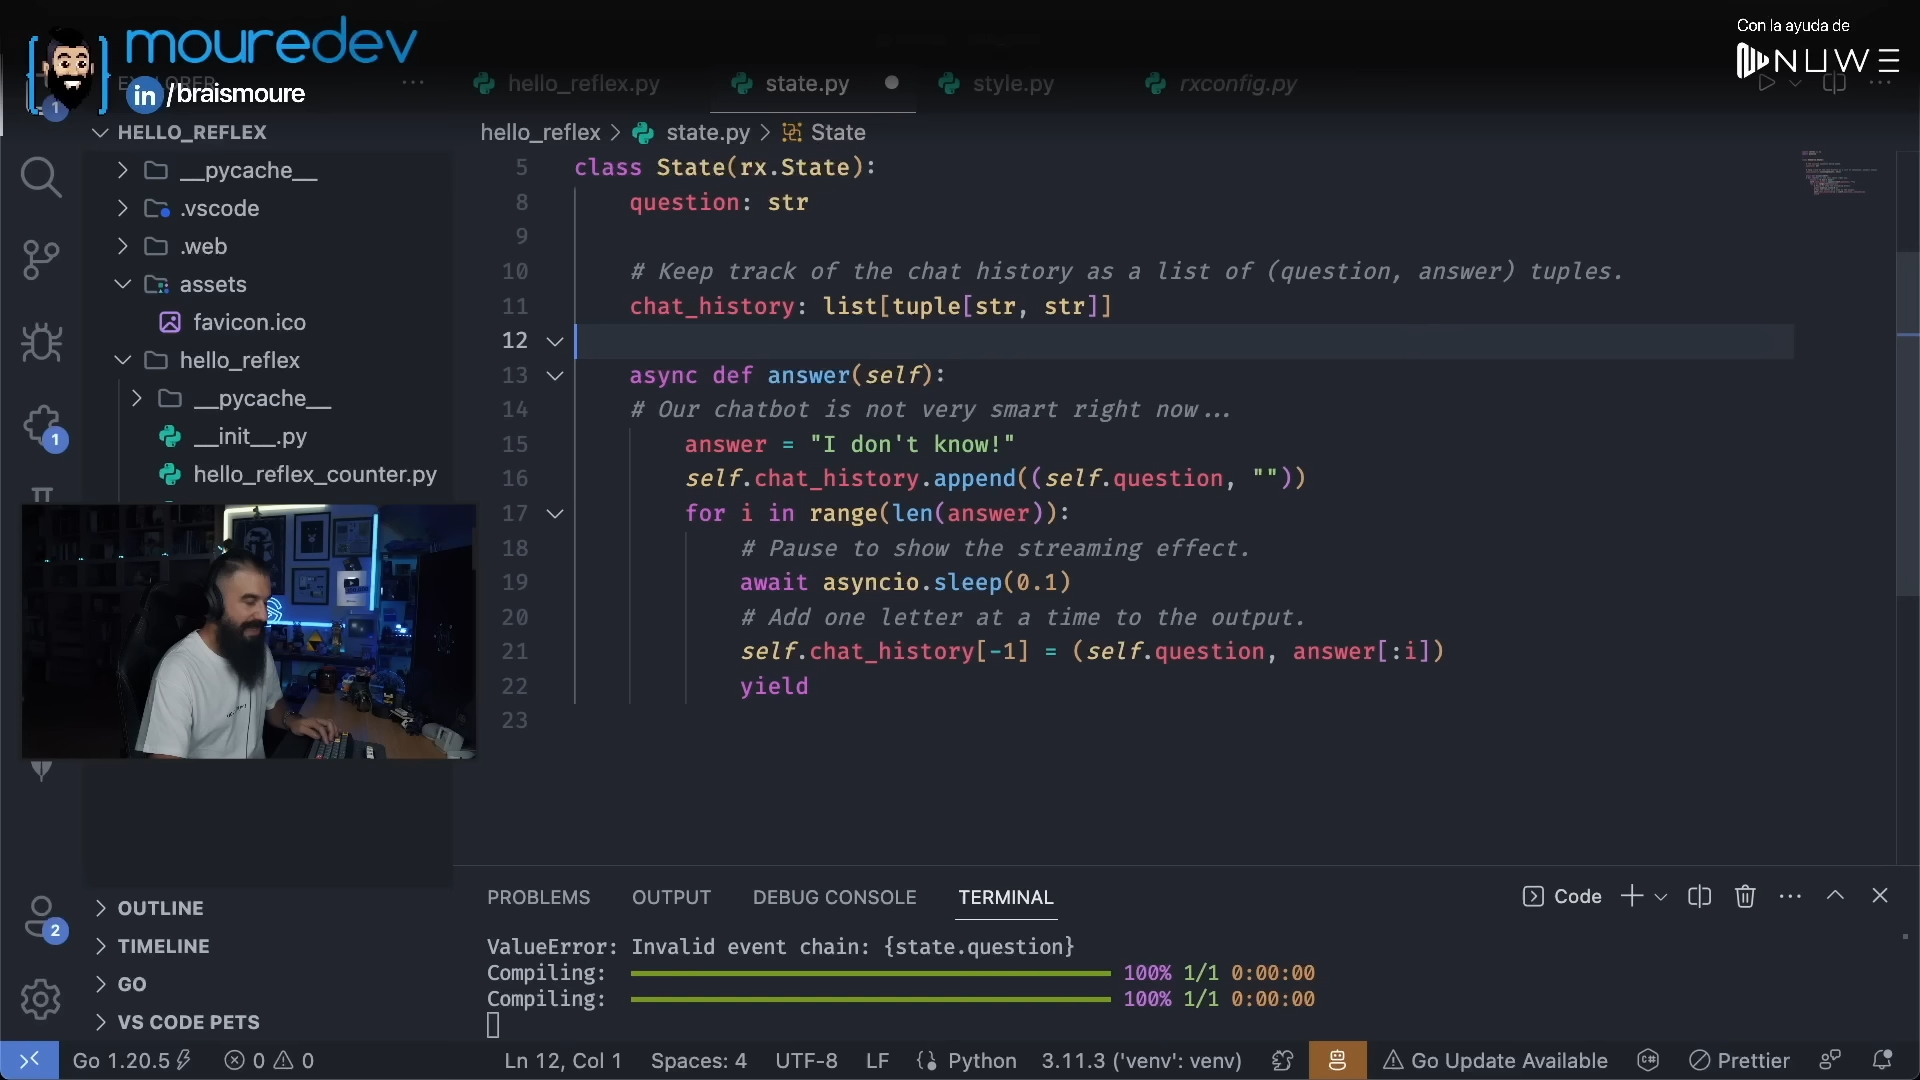 mouredev
in /braismoure
Con la ayuda de
NUWE
hello_reflex.py
state.py
style.py
rxconfig.py
1
HELLO_REFLEX
hello_reflex > state.py > State
__pycache__
.vscode
.web
assets
favicon.ico
hello_reflex
__pycache__
__init__.py
hello_reflex_counter.py
1
5 class State(rx.State):
8 question: str
9
10 # Keep track of the chat history as a list of (question, answer) tuples.
11 chat_history: list[tuple[str, str]]
12
13 async def answer(self):
14 # Our chatbot is not very smart right now...
15 answer = "I don't know!"
16 self.chat_history.append((self.question, ""))
17 for i in range(len(answer)):
18 # Pause to show the streaming effect.
19 await asyncio.sleep(0.1)
20 # Add one letter at a time to the output.
21 self.chat_history[-1] = (self.question, answer[:i])
22 yield
23
2
OUTLINE
TIMELINE
GO
VS CODE PETS
PROBLEMS OUTPUT DEBUG CONSOLE TERMINAL
Code
ValueError: Invalid event chain: {state.question}
Compiling: 100% 1/1 0:00:00
Compiling: 100% 1/1 0:00:00
Go 1.20.5 0 0 Ln 12, Col 1 Spaces: 4 UTF-8 LF Python 3.11.3 ('venv': venv) Go Update Available Prettier